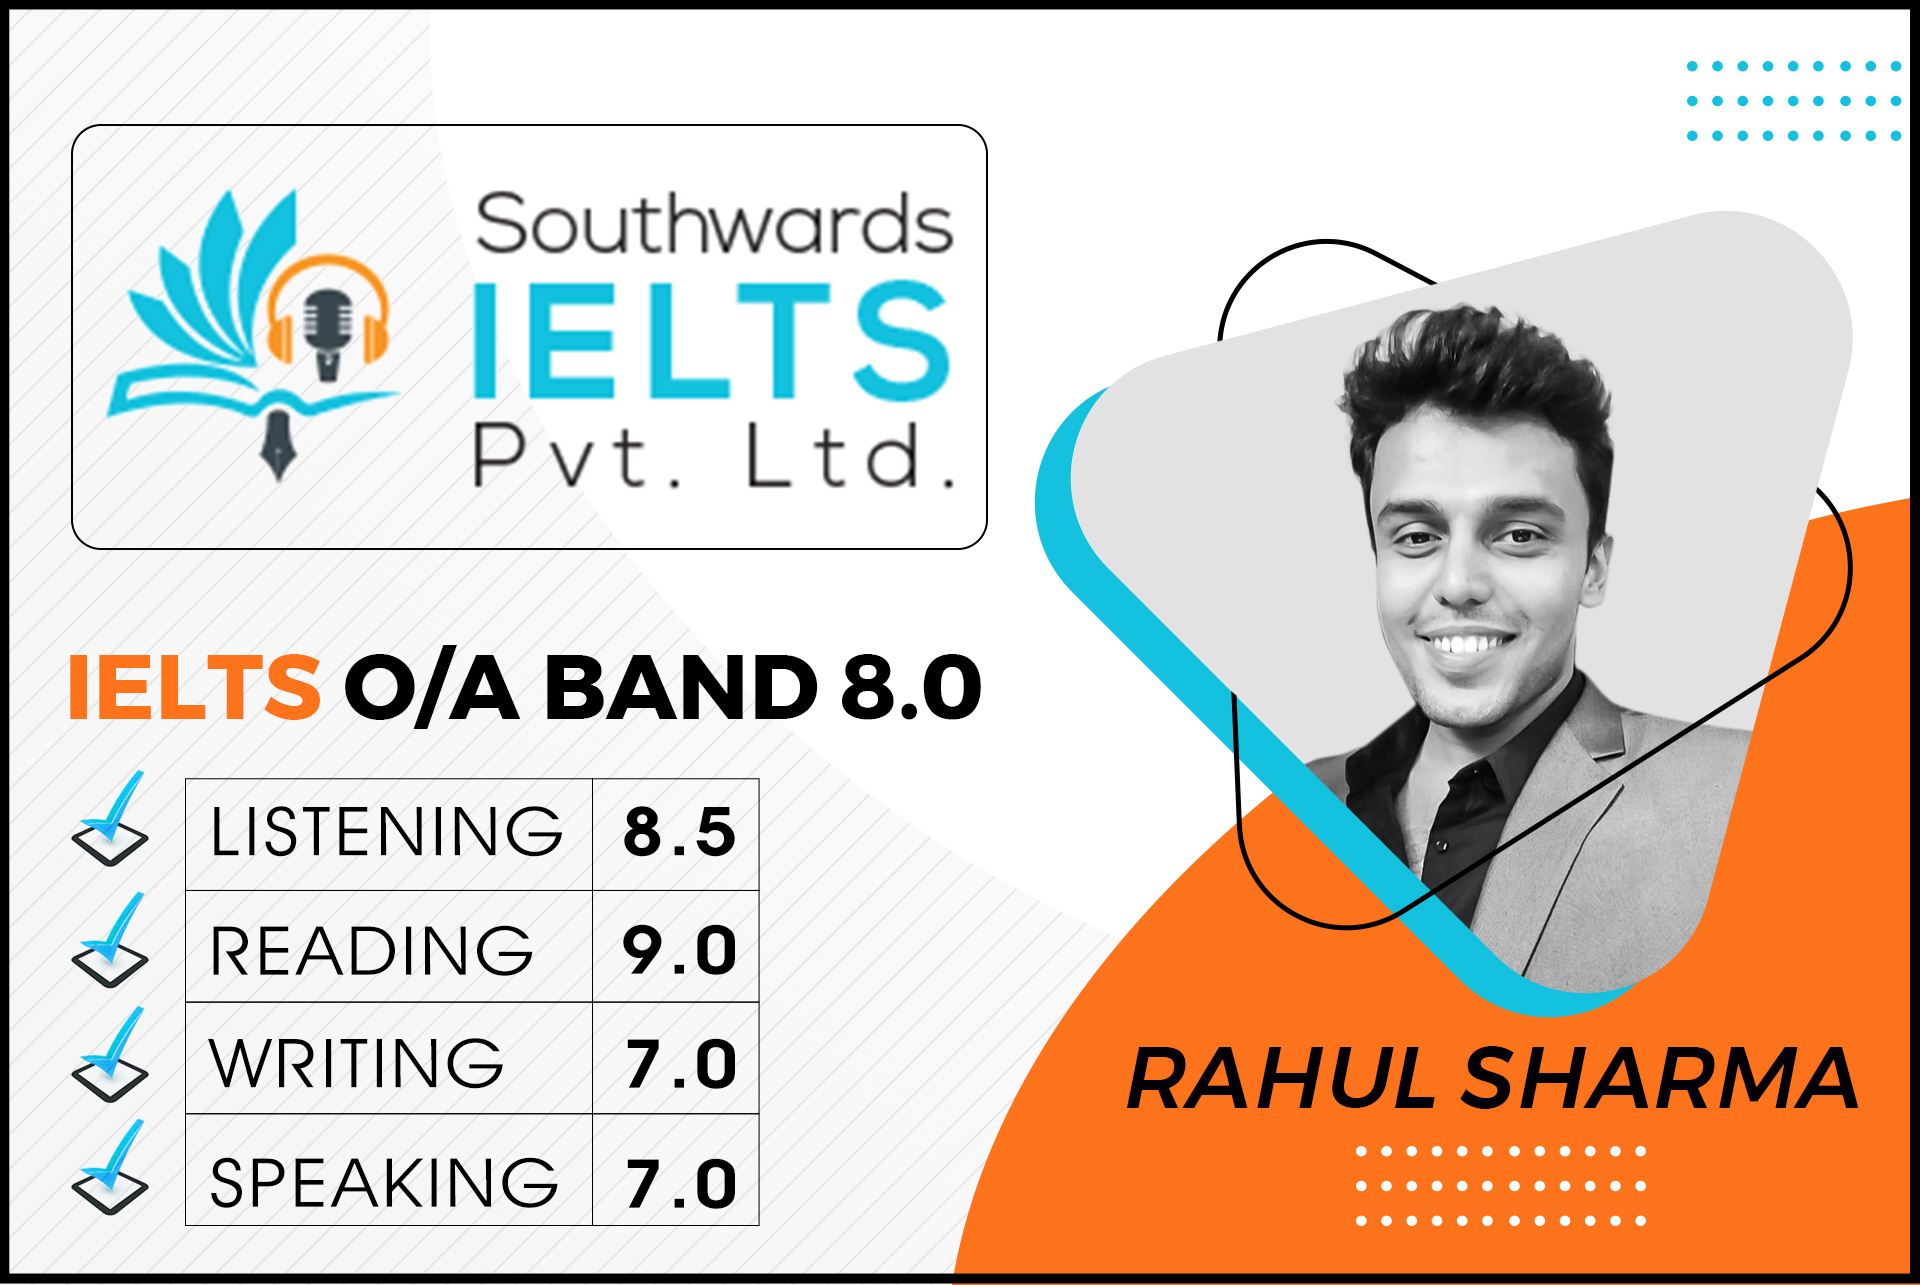 Southwards
IELTS
Pvt. Ltd.
IELTS O/A BAND 8.0
LISTENING 8.5
READING 9.0
WRITING 7.0
SPEAKING 7.0
RAHUL SHARMA